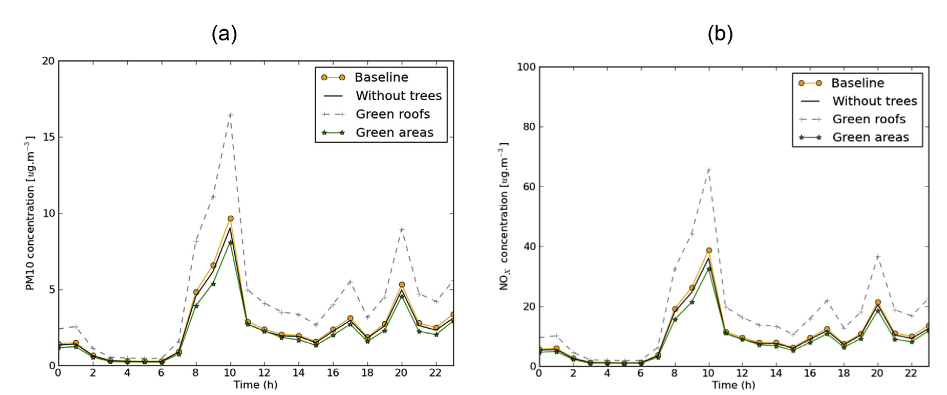 (a)
20
15
10
5
0
PM10 concentration [ug.m⁻³]
0 2 4 6 8 10 12 14 16 18 20 22
Time (h)
Baseline
Without trees
Green roofs
Green areas
(b)
100
80
60
40
20
0
NOX concentration [ug.m⁻³]
0 2 4 6 8 10 12 14 16 18 20 22
Time (h)
Baseline
Without trees
Green roofs
Green areas